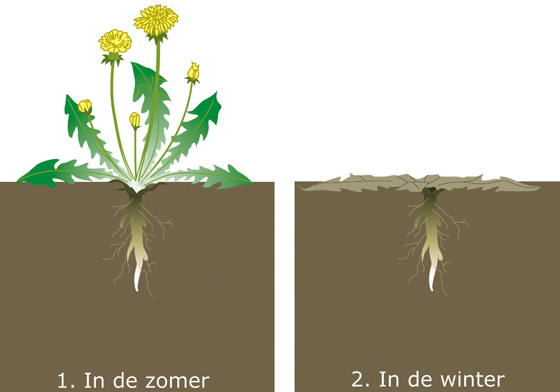 1. In de zomer
2. In de winter